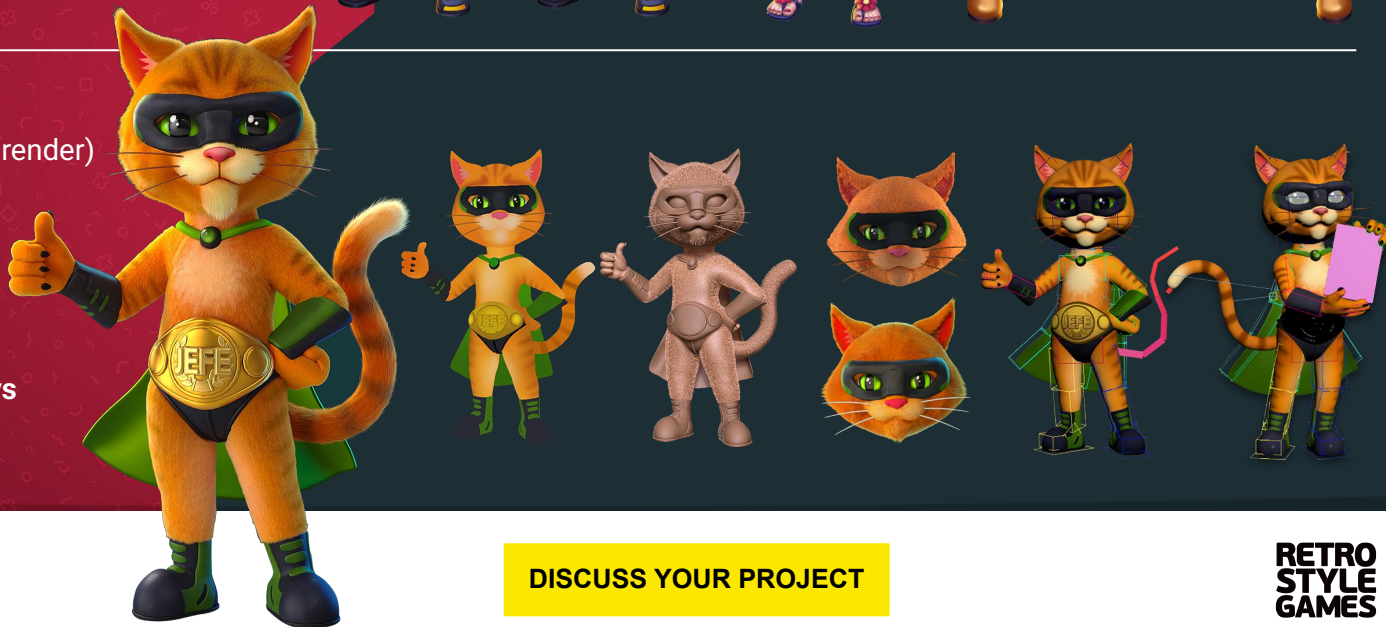 render)
JEFE
JEFE
JEFE
DISCUSS YOUR PROJECT
RETRO
STYLE
GAMES